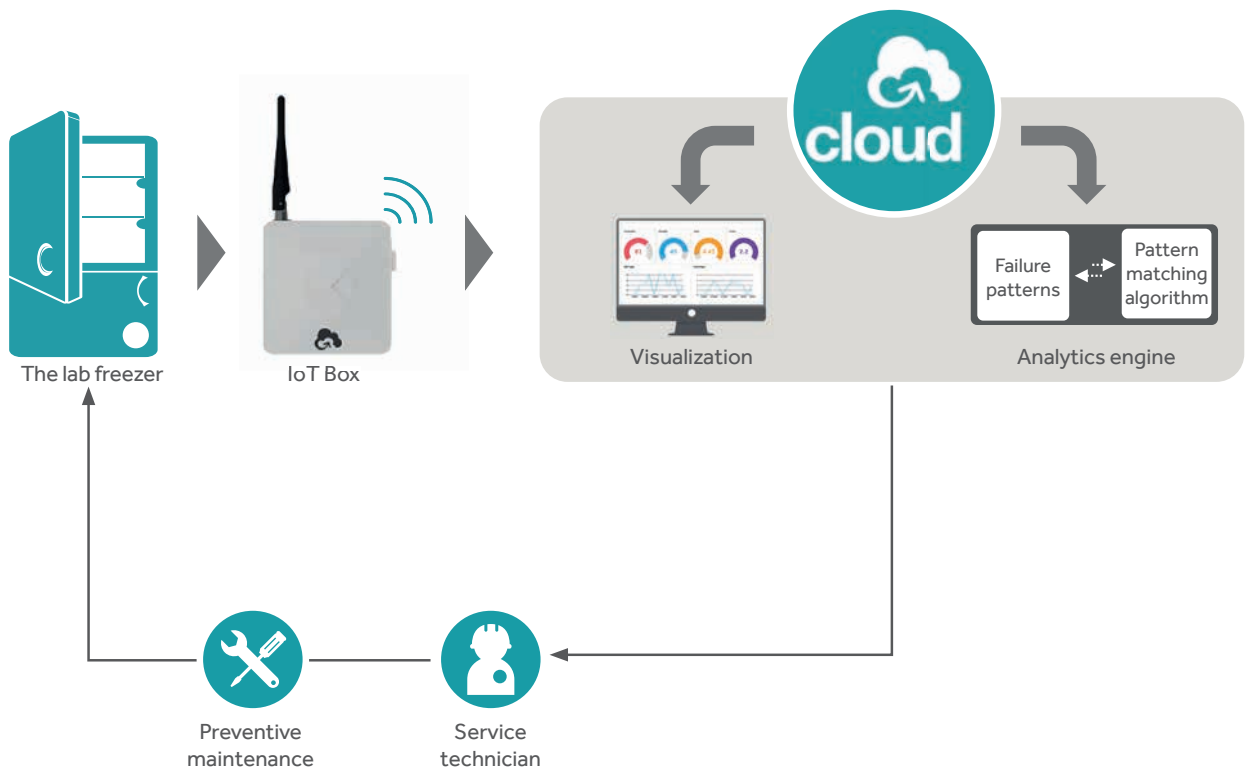 cloud
Failure
patterns
Pattern
matching
algorithm
The lab freezer
IoT Box
Visualization
Analytics engine
Preventive
maintenance
Service
technician